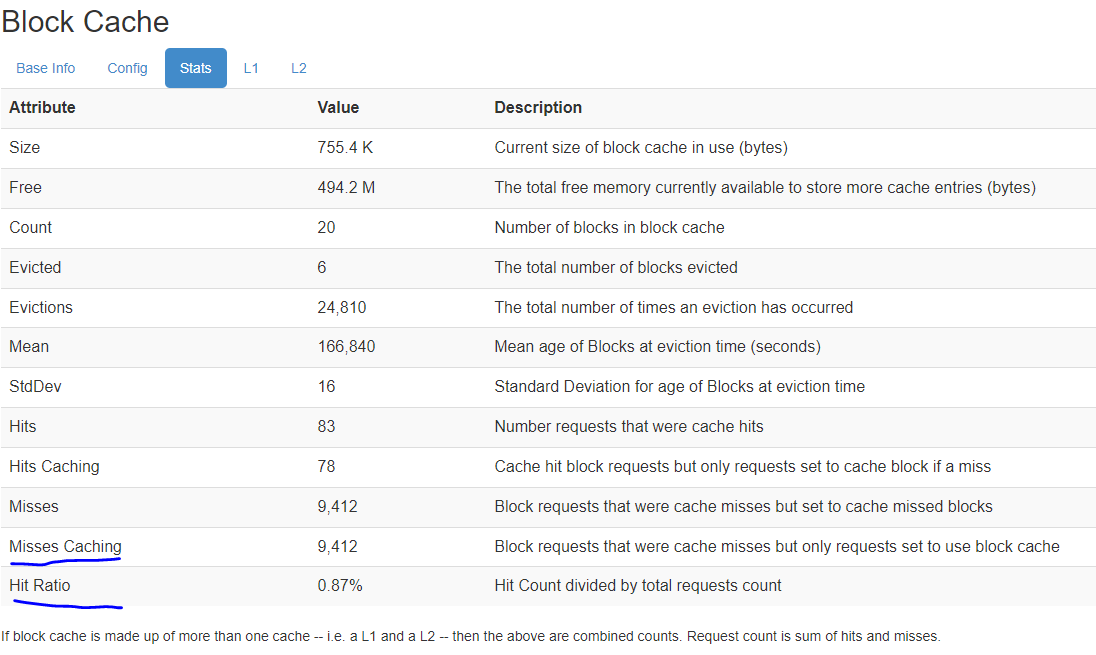 Block Cache
Base Info Config Stats L1 L2
Attribute Value Description
Size 755.4 K Current size of block cache in use (bytes)
Free 494.2 M The total free memory currently available to store more cache entries (bytes)
Count 20 Number of blocks in block cache
Evicted 6 The total number of blocks evicted
Evictions 24,810 The total number of times an eviction has occurred
Mean 166,840 Mean age of Blocks at eviction time (seconds)
StdDev 16 Standard Deviation for age of Blocks at eviction time
Hits 83 Number requests that were cache hits
Hits Caching 78 Cache hit block requests but only requests set to cache block if a miss
Misses 9,412 Block requests that were cache misses but set to cache missed blocks
Misses Caching 9,412 Block requests that were cache misses but only requests set to use block cache
Hit Ratio 0.87% Hit Count divided by total requests count
If block cache is made up of more than one cache -- i.e. a L1 and a L2 -- then the above are combined counts. Request count is sum of hits and misses.